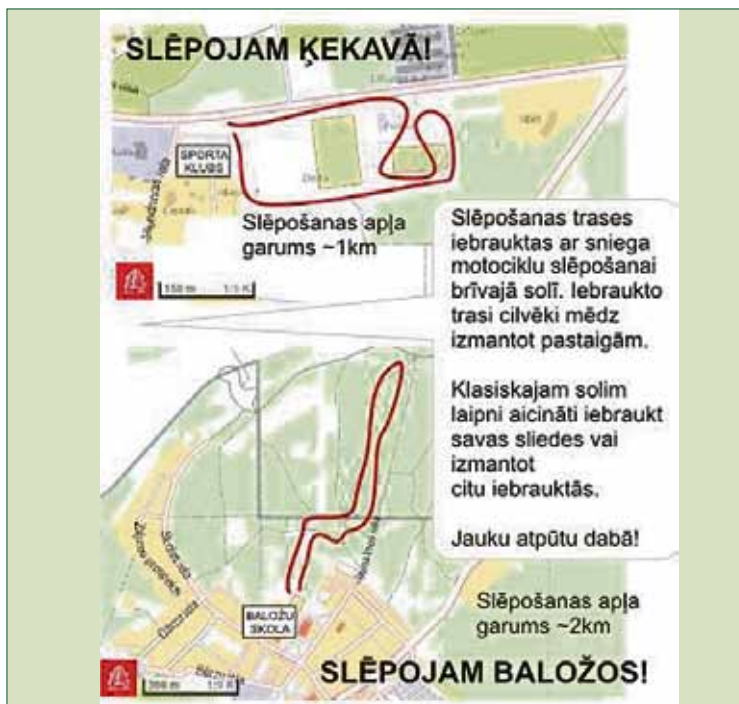 SLĒPOJAM ĶEKAVĀ!
SPORTA
KLUBS
Slēpošanas apļa
garums ~1km
150 m
Slēpošanas trases
iebrauktas ar sniega
motociklu slēpošanai
brīvajā solī. Iebraukto
trasi cilvēki mēdz
izmantot pastaigām.
Klasiskajam solim
laipni aicināti iebraukt
savas sliedes vai
izmantot
citu iebrauktās.
Jauku atpūtu dabā!
BALOŽU
SKOLA
Slēpošanas apļa
garums ~2km
300 m
SLĒPOJAM BALOŽOS!